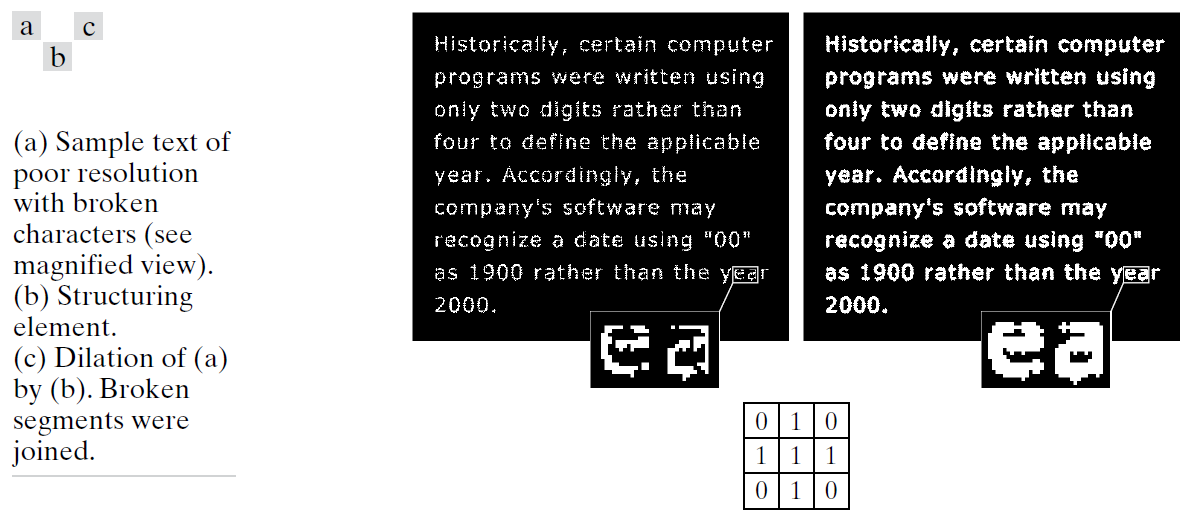 a c
b
(a) Sample text of
poor resolution
with broken
characters (see
magnified view).
(b) Structuring
element.
(c) Dilation of (a)
by (b). Broken
segments were
joined.
Historically, certain computer
programs were written using
only two digits rather than
four to define the applicable
year. Accordingly, the
company's software may
recognize a date using "00"
as 1900 rather than the year
2000.
ea
Historically, certain computer
programs were written using
only two digits rather than
four to define the applicable
year. Accordingly, the
company's software may
recognize a date using "00"
as 1900 rather than the year
2000.
ea
0 1 0
1 1 1
0 1 0